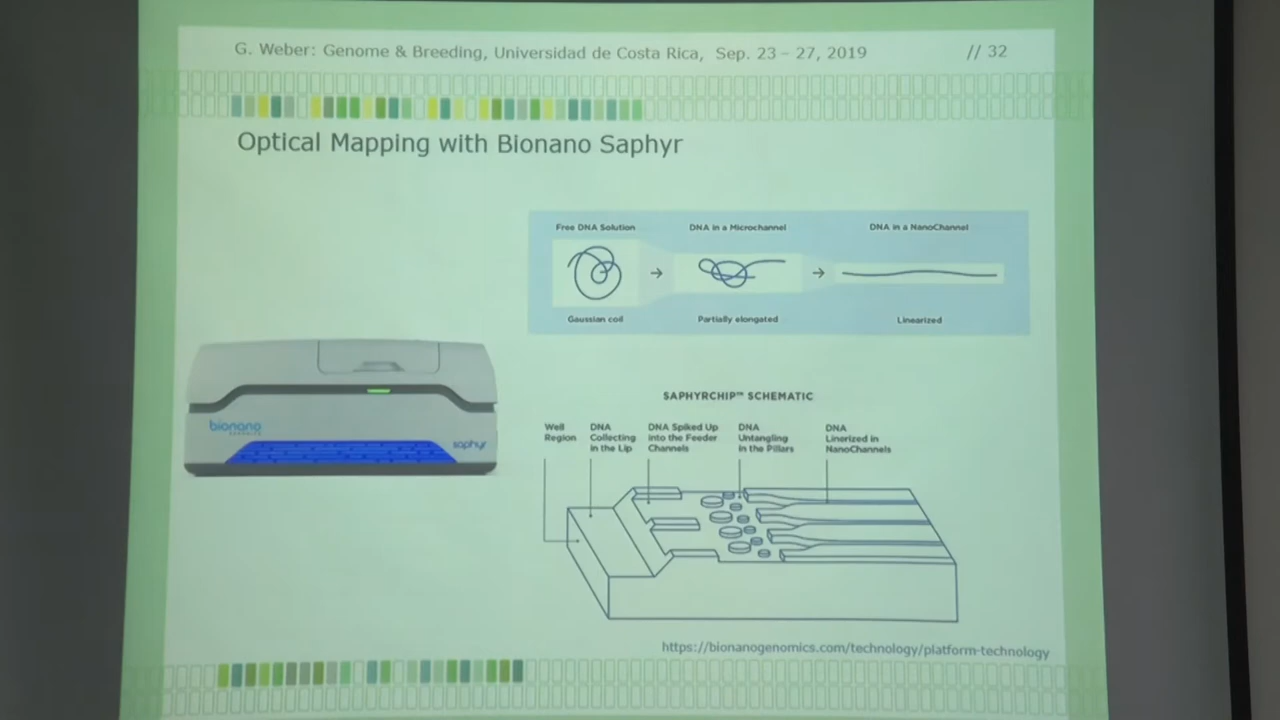 G. Weber: Genome & Breeding, Universidad de Costa Rica, Sep. 23 – 27, 2019 // 32
Optical Mapping with Bionano Saphyr
Free DNA Solution
DNA in a Microchannel
DNA in a NanoChannel
Gaussian coil
Partially elongated
Linearized
bionano
GENOMICS
saphyr
SAPHYRCHIP™ SCHEMATIC
Well
Region
DNA
Collecting
in the Lip
DNA Spiked Up
into the Feeder
Channels
DNA
Untangling
in the Pillars
DNA
Linerized in
NanoChannels
https://bionanogenomics.com/technology/platform-technology